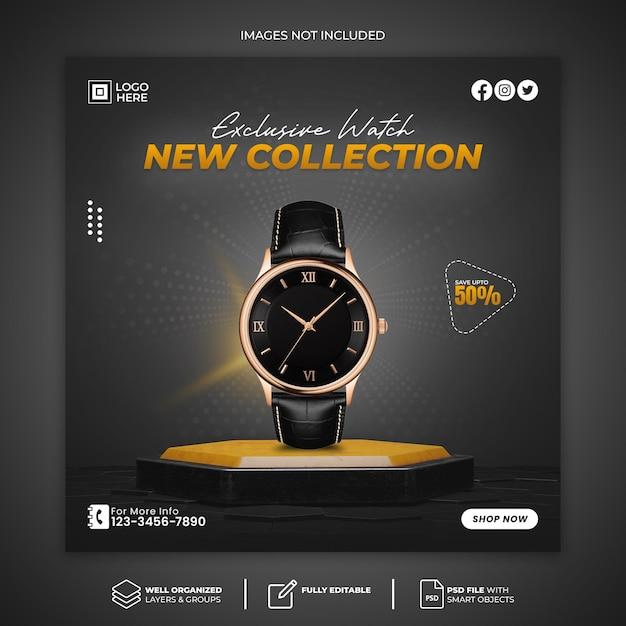 IMAGES NOT INCLUDED
LOGO
HERE
Exclusive Watch
NEW COLLECTION
XII
IX
III
VI
SAVE UPTO
50%
For More Info
123-3456-7890
SHOP NOW
WELL ORGANIZED
LAYERS & GROUPS
FULLY EDITABLE
PSD
PSD FILE WITH
SMART OBJECTS